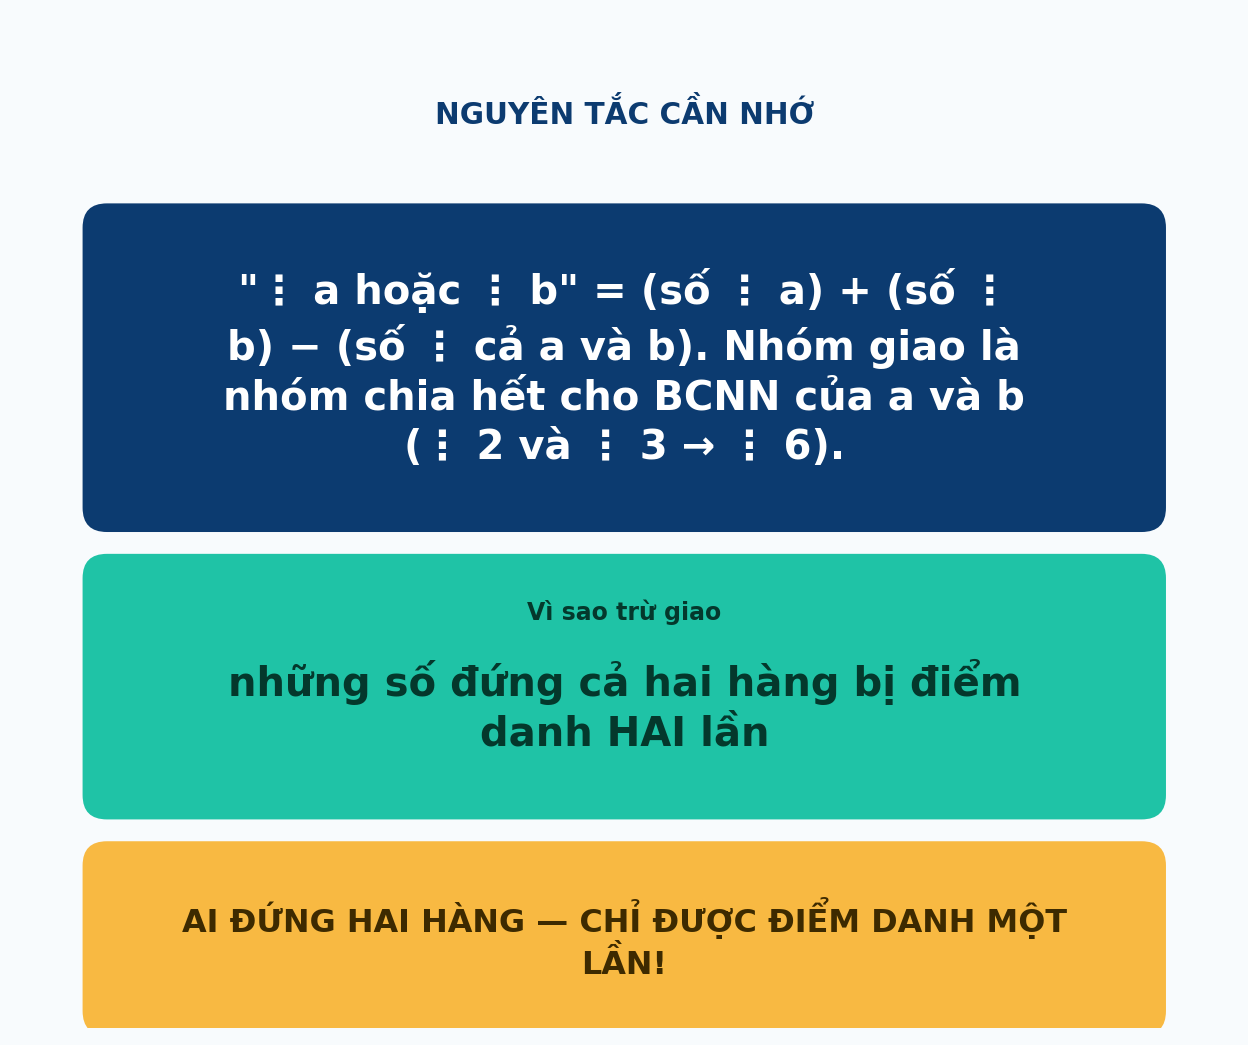 NGUYÊN TẮC CẦN NHỚ
"⋮ a hoặc ⋮ b" = (số ⋮ a) + (số ⋮
b) − (số ⋮ cả a và b). Nhóm giao là
nhóm chia hết cho BCNN của a và b
(⋮ 2 và ⋮ 3 → ⋮ 6).
Vì sao trừ giao
những số đứng cả hai hàng bị điểm
danh HAI lần
AI ĐỨNG HAI HÀNG — CHỈ ĐƯỢC ĐIỂM DANH MỘT
LẦN!